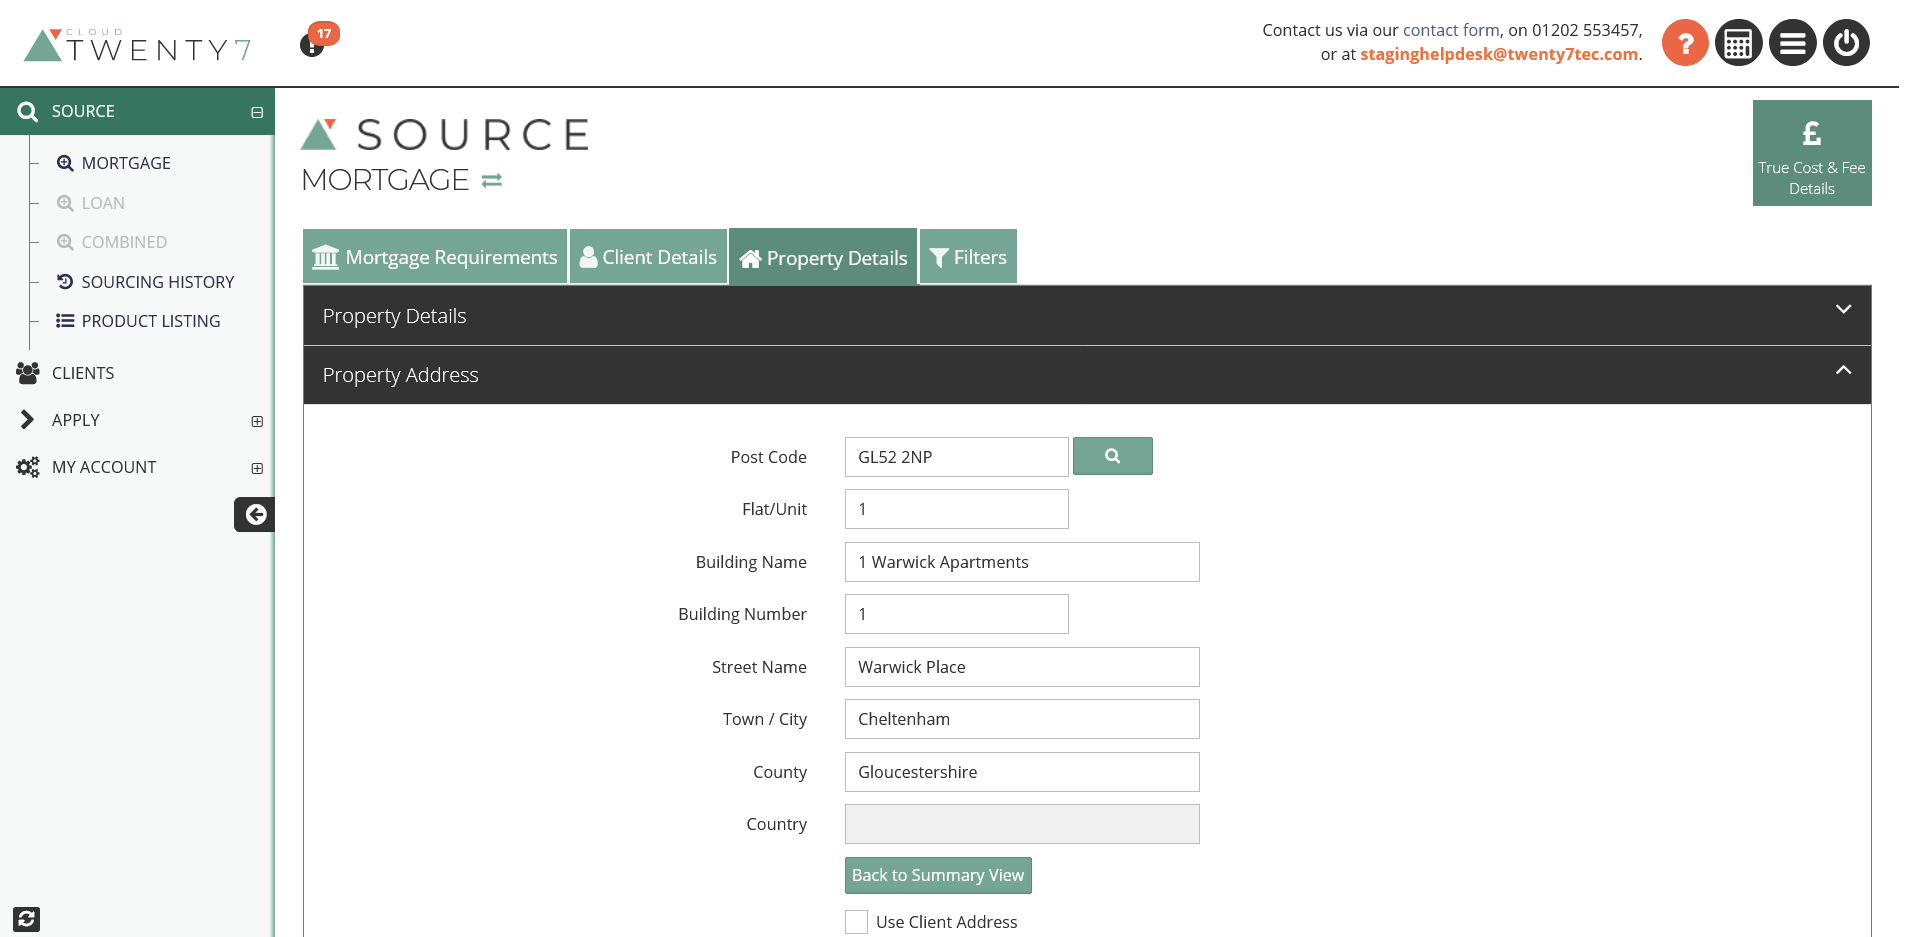 CLOUD
TWENTY7
17
Contact us via our contact form, on 01202 553457,
or at staginghelpdesk@twenty7tec.com.
SOURCE
MORTGAGE
LOAN
COMBINED
SOURCING HISTORY
PRODUCT LISTING
CLIENTS
APPLY
MY ACCOUNT
SOURCE
MORTGAGE
£
True Cost & Fee
Details
Mortgage Requirements
Client Details
Property Details
Filters
Property Details
Property Address
Post Code
GL52 2NP
Flat/Unit
1
Building Name
1 Warwick Apartments
Building Number
1
Street Name
Warwick Place
Town / City
Cheltenham
County
Gloucestershire
Country
Back to Summary View
Use Client Address